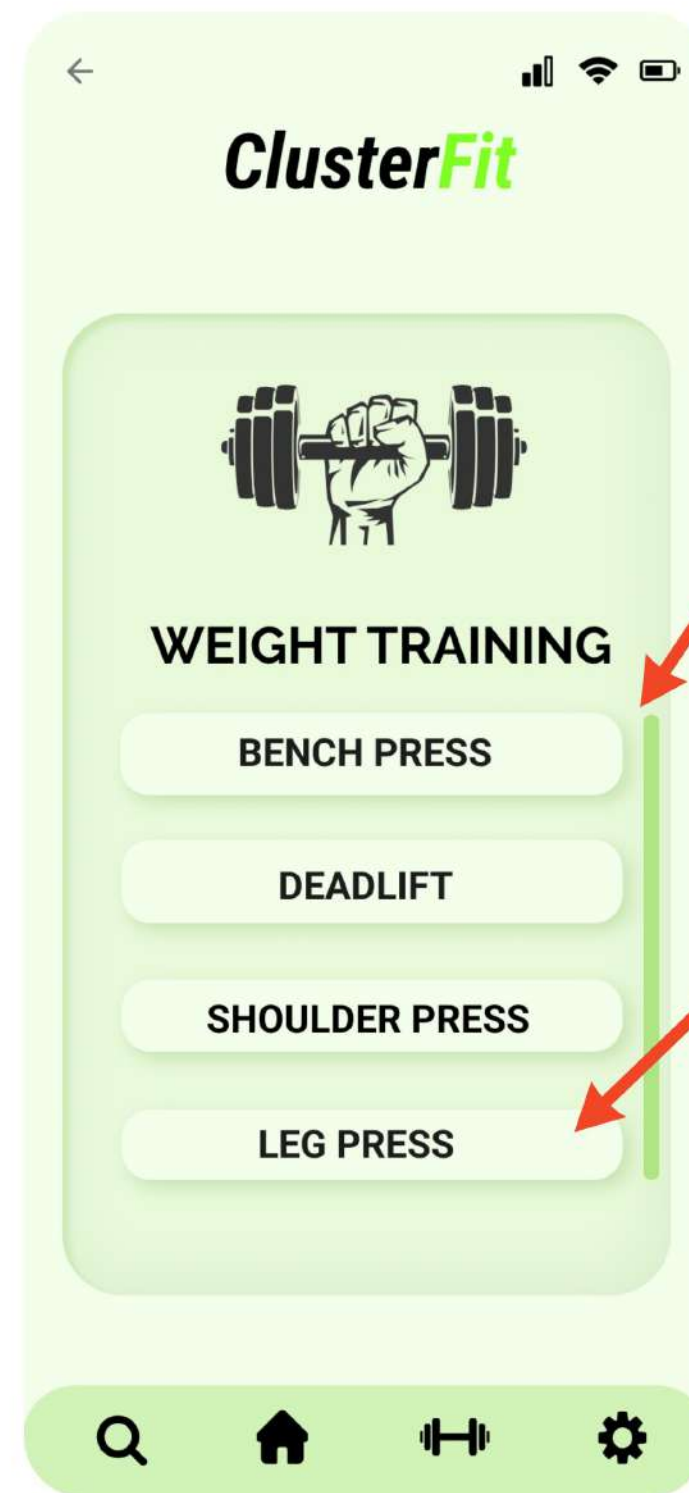 ClusterFit
WEIGHT TRAINING
BENCH PRESS
DEADLIFT
SHOULDER PRESS
LEG PRESS